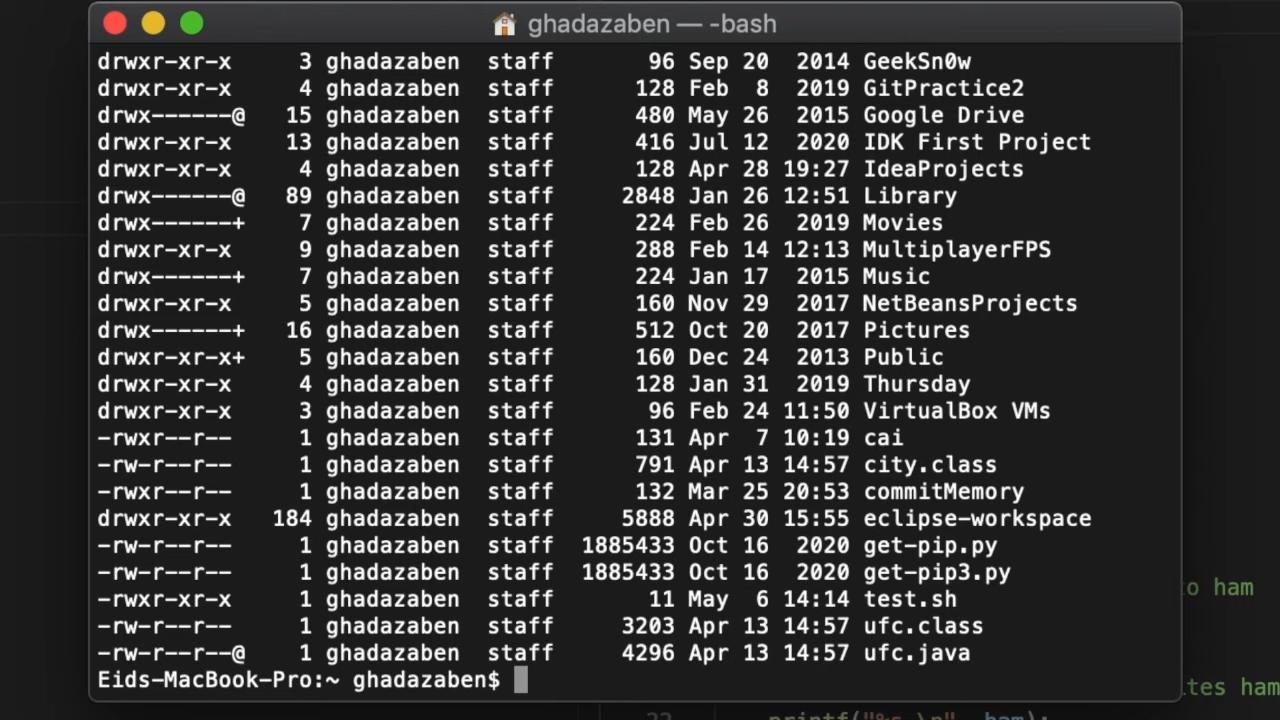 ghadazaben — -bash
drwxr-xr-x 3 ghadazaben staff 96 Sep 20 2014 GeekSn0w
drwxr-xr-x 4 ghadazaben staff 128 Feb 8 2019 GitPractice2
drwx------@ 15 ghadazaben staff 480 May 26 2015 Google Drive
drwxr-xr-x 13 ghadazaben staff 416 Jul 12 2020 IDK First Project
drwxr-xr-x 4 ghadazaben staff 128 Apr 28 19:27 IdeaProjects
drwx------@ 89 ghadazaben staff 2848 Jan 26 12:51 Library
drwx------+ 7 ghadazaben staff 224 Feb 26 2019 Movies
drwxr-xr-x 9 ghadazaben staff 288 Feb 14 12:13 MultiplayerFPS
drwx------+ 7 ghadazaben staff 224 Jan 17 2015 Music
drwxr-xr-x 5 ghadazaben staff 160 Nov 29 2017 NetBeansProjects
drwx------+ 16 ghadazaben staff 512 Oct 20 2017 Pictures
drwxr-xr-x+ 5 ghadazaben staff 160 Dec 24 2013 Public
drwxr-xr-x 4 ghadazaben staff 128 Jan 31 2019 Thursday
drwxr-xr-x 3 ghadazaben staff 96 Feb 24 11:50 VirtualBox VMs
-rwxr--r-- 1 ghadazaben staff 131 Apr 7 10:19 cai
-rw-r--r-- 1 ghadazaben staff 791 Apr 13 14:57 city.class
-rwxr--r-- 1 ghadazaben staff 132 Mar 25 20:53 commitMemory
drwxr-xr-x 184 ghadazaben staff 5888 Apr 30 15:55 eclipse-workspace
-rw-r--r-- 1 ghadazaben staff 1885433 Oct 16 2020 get-pip.py
-rw-r--r-- 1 ghadazaben staff 1885433 Oct 16 2020 get-pip3.py
-rwxr-xr-x 1 ghadazaben staff 11 May 6 14:14 test.sh
-rw-r--r-- 1 ghadazaben staff 3203 Apr 13 14:57 ufc.class
-rw-r--r--@ 1 ghadazaben staff 4296 Apr 13 14:57 ufc.java
Eids-MacBook-Pro:~ ghadazaben$
ham
ham